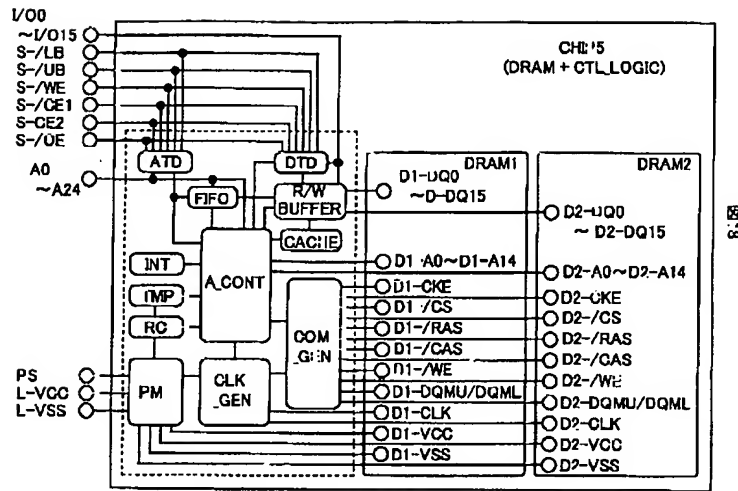 I/O0
~I/O15
S-/LB
S-/UB
S-/WE
S-/CE1
S-CE2
S-/OE
A0
~A24
PS
L-VCC
L-VSS
(DRAM + CTL_LOGIC)
ATD
DTD
FIFO
R/W
BUFFER
CACHE
INT
TMP
RC
A_CONT
PM
CLK
_GEN
COM
_GEN
DRAM1
D1-DQ0
~D-DQ15
D1-A0~D1-A14
D1-CKE
D1-/CS
D1-/RAS
D1-/CAS
D1-/WE
D1-DQMU/DQML
D1-CLK
D1-VCC
D1-VSS
DRAM2
D2-DQ0
~ D2-DQ15
D2-A0~D2-A14
D2-CKE
D2-/CS
D2-/RAS
D2-/CAS
D2-/WE
D2-DQMU/DQML
D2-CLK
D2-VCC
D2-VSS